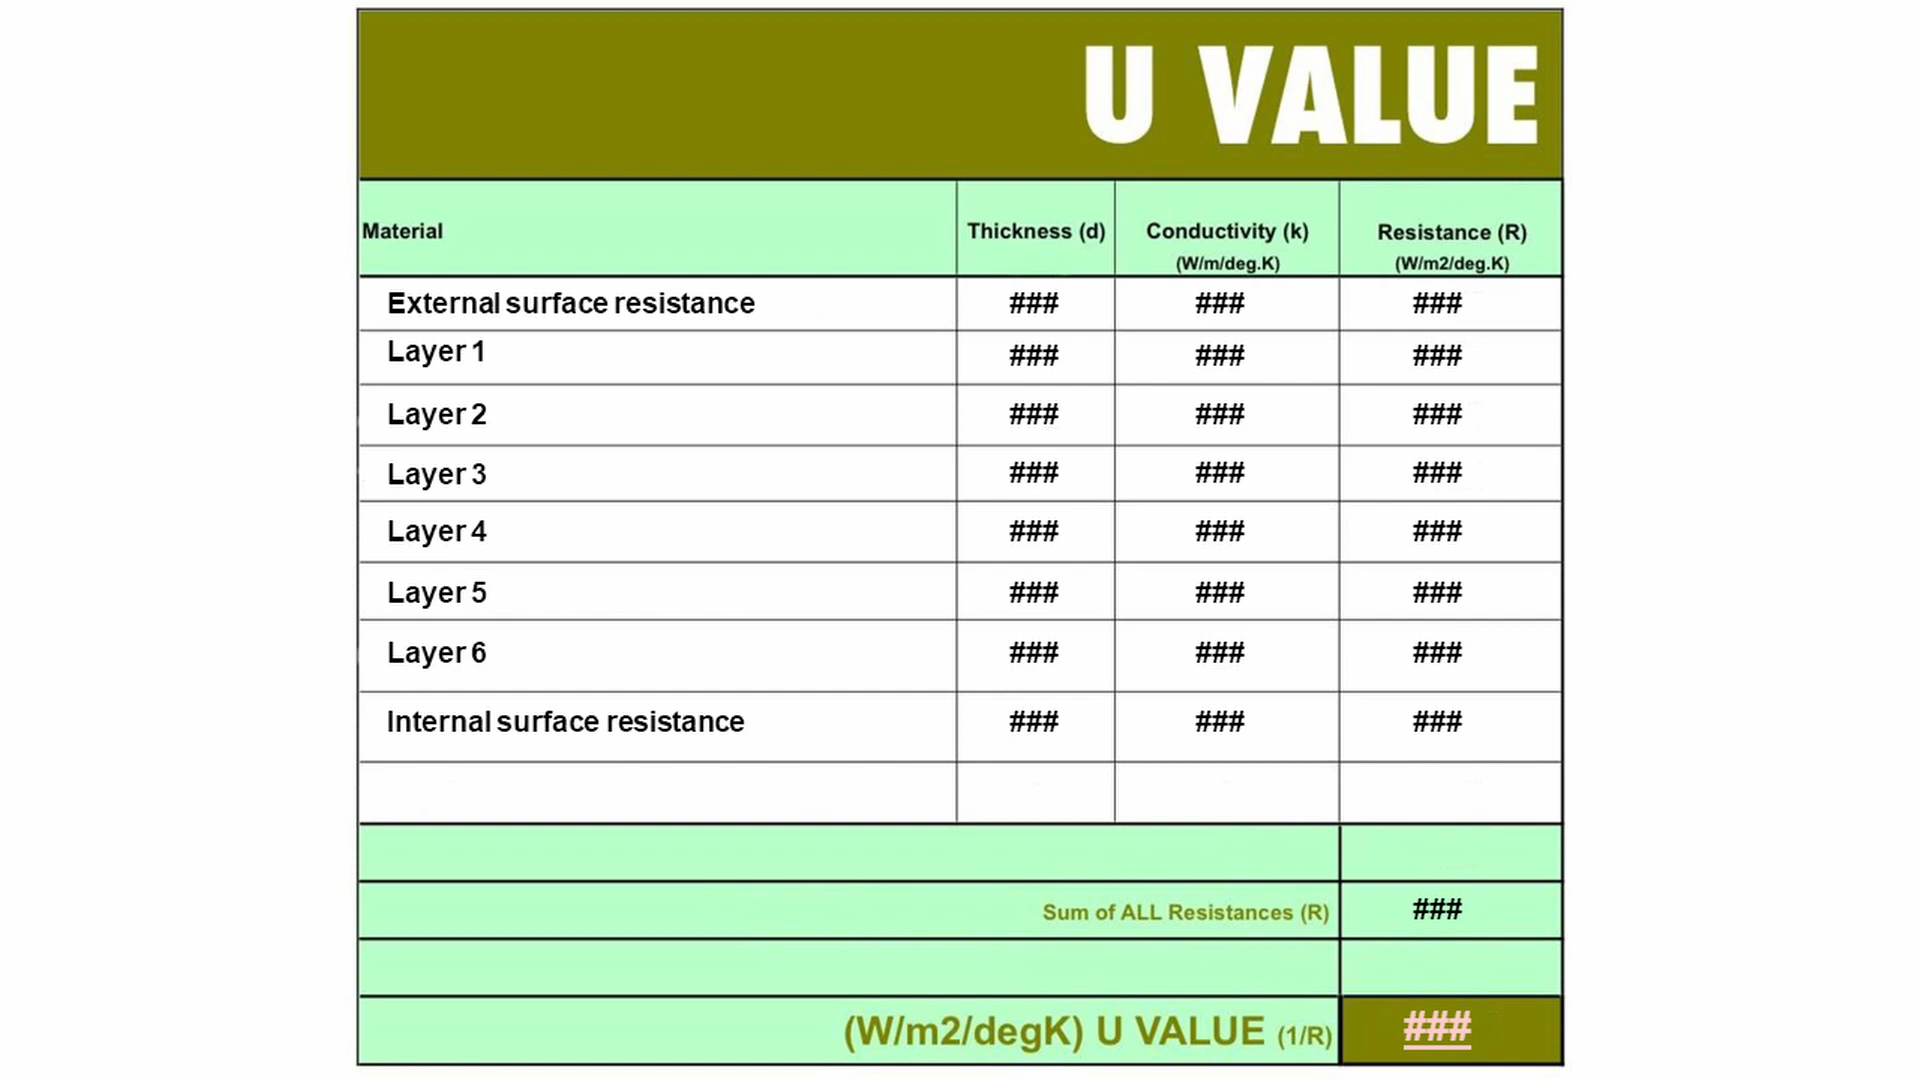 U VALUE
Material Thickness (d) Conductivity (k) Resistance (R)
(W/m/deg.K) (W/m2/deg.K)
External surface resistance ### ### ###
Layer 1 ### ### ###
Layer 2 ### ### ###
Layer 3 ### ### ###
Layer 4 ### ### ###
Layer 5 ### ### ###
Layer 6 ### ### ###
Internal surface resistance ### ### ###
Sum of ALL Resistances (R) ###
(W/m2/degK) U VALUE (1/R) ###